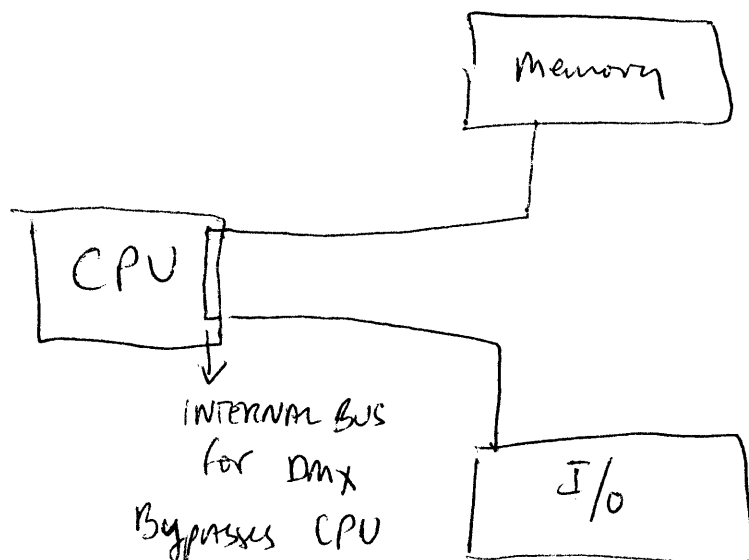 Memory
CPU
INTERNAL BUS
for DMX
Bypasses CPU
I/O